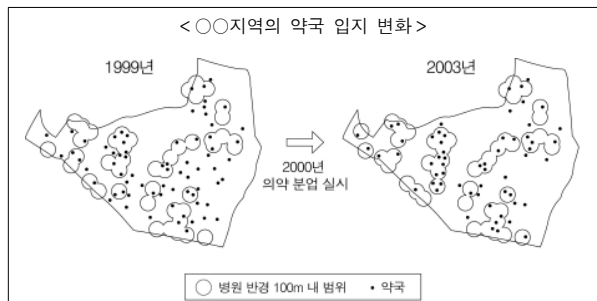 < ○○지역의 약국 입지 변화 >
1999년
2003년
2000년
의약 분업 실시
병원 반경 100m 내 범위
약국